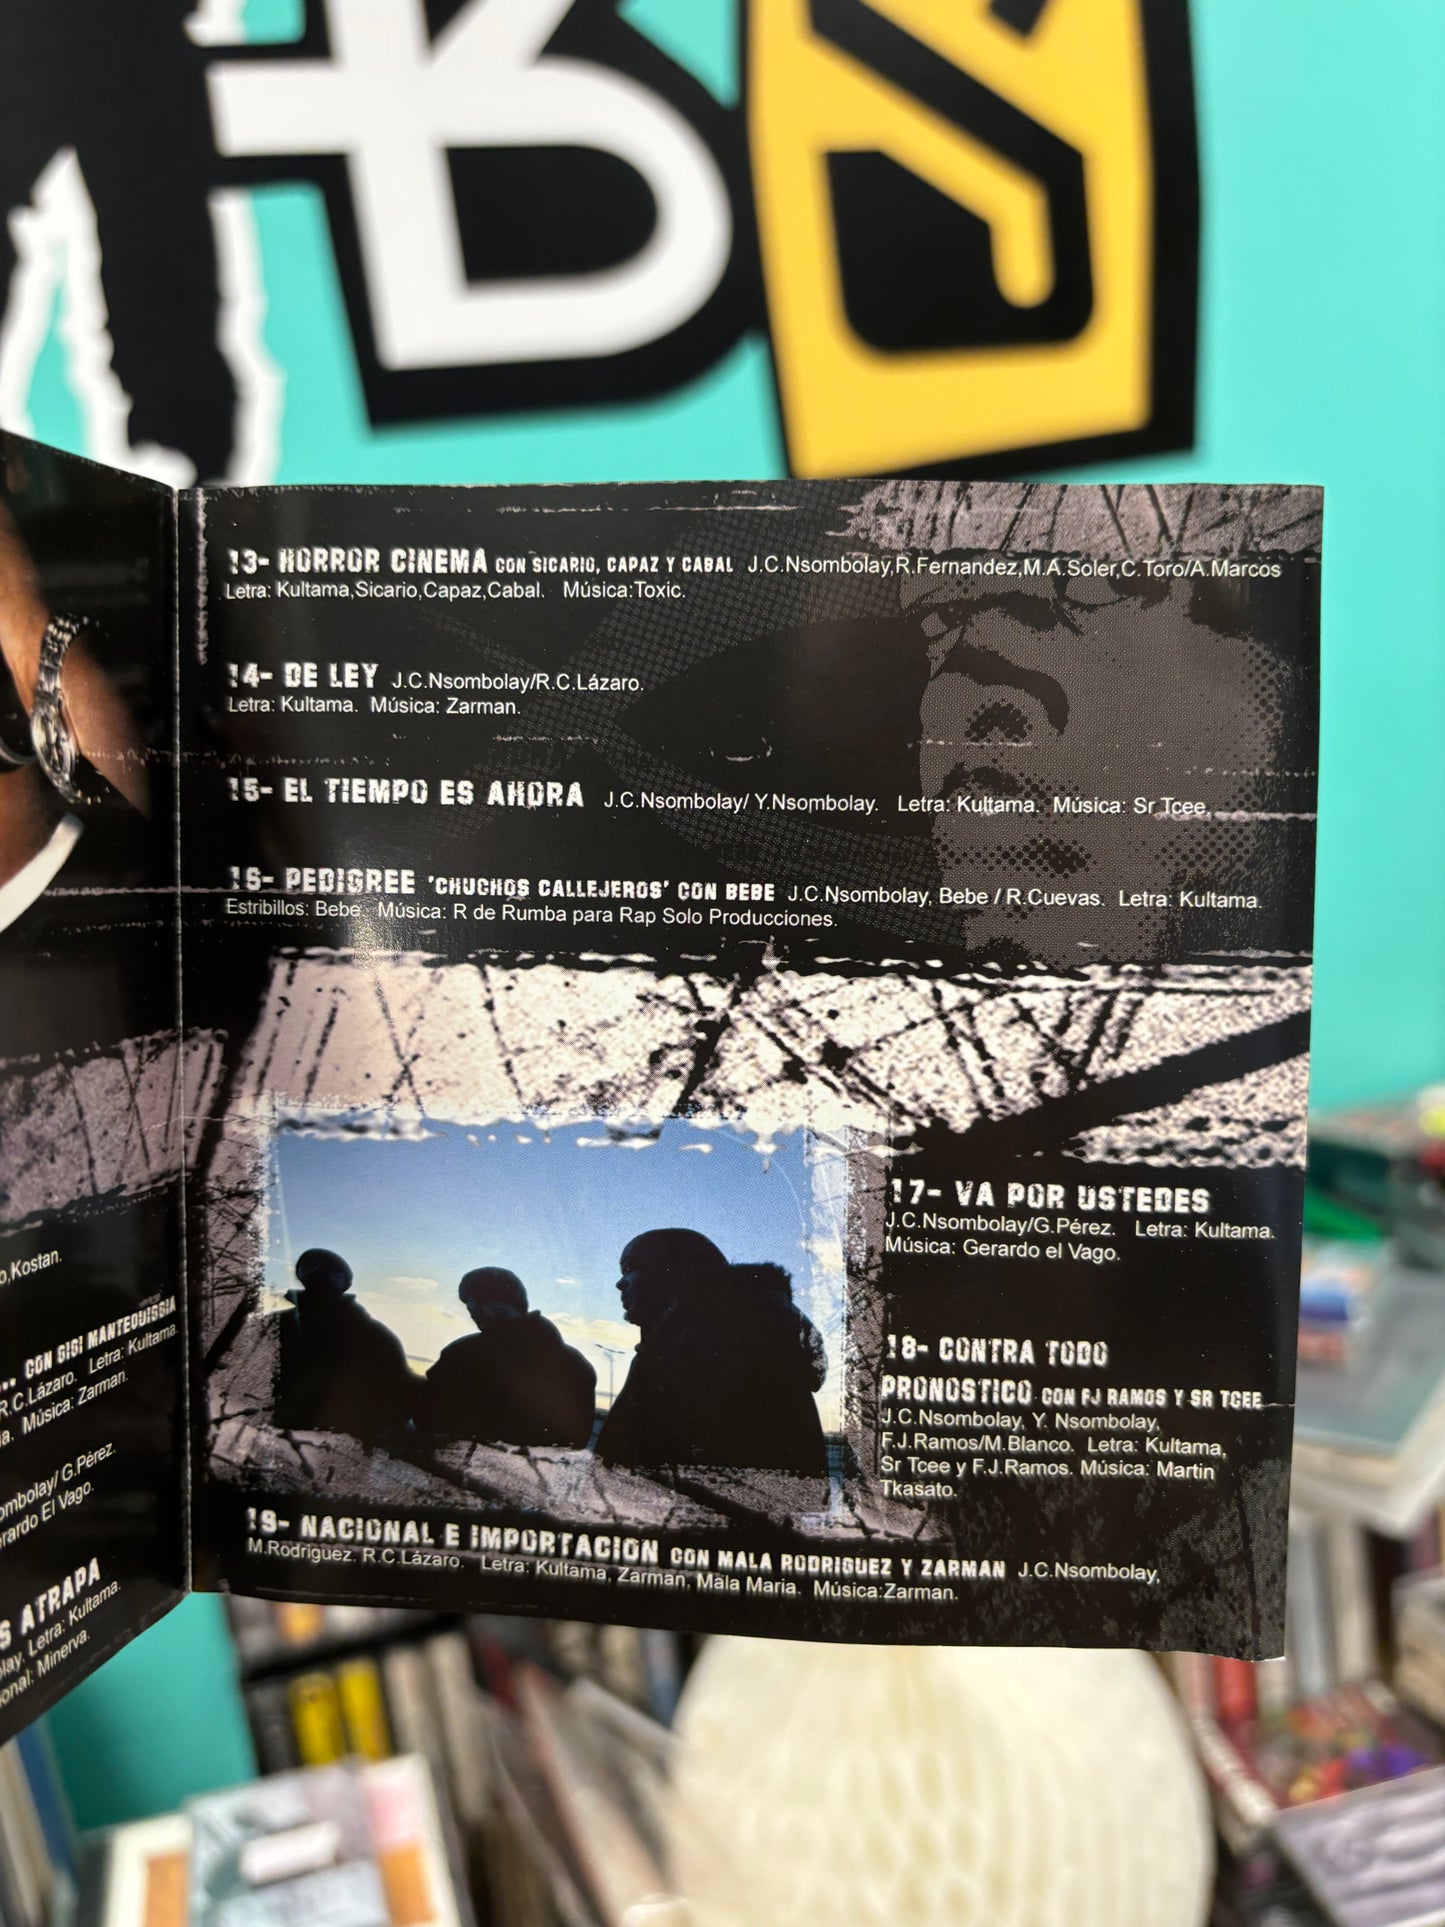 BS
13- HORROR CINEMA CON SICARIO, CAPAZ Y CABAL J.C.Nsombolay,R.Fernandez,M.A.Soler,C.Toro/A.Marcos
Letra: Kultama,Sicario,Capaz,Cabal. Música:Toxic.
14- DE LEY J.C.Nsombolay/R.C.Lázaro.
Letra: Kultama. Música: Zarman.
15- EL TIEMPO ES AHORA J.C.Nsombolay/ Y.Nsombolay. Letra: Kultama. Música: Sr Tcee.
16- PEDIGREE 'CHUCHOS CALLEJEROS' CON BEBE J.C.Nsombolay, Bebe / R.Cuevas. Letra: Kultama.
Estribillos: Bebe. Música: R de Rumba para Rap Solo Producciones.
17- VA POR USTEDES
J.C.Nsombolay/G.Pérez. Letra: Kultama.
Música: Gerardo el Vago.
18- CONTRA TODO
PRONOSTICO CON FJ RAMOS Y SR TCEE
J.C.Nsombolay, Y. Nsombolay,
F.J.Ramos/M.Blanco. Letra: Kultama,
Sr Tcee y F.J.Ramos. Música: Martin
Tkasato.
19- NACIONAL E IMPORTACION CON MALA RODRIGUEZ Y ZARMAN J.C.Nsombolay,
M.Rodriguez. R.C.Lázaro. Letra: Kultama, Zarman, Mala Maria. Música:Zarman.
o,Kostan.
... CON GISI MANTEQUISSIA
R.C.Lázaro. Letra: Kultama
a. Música: Zarman.
ombolay/ G.Pérez.
erardo El Vago.
S ATRAPA
olay. Letra: Kultama.
ional: Minerva.